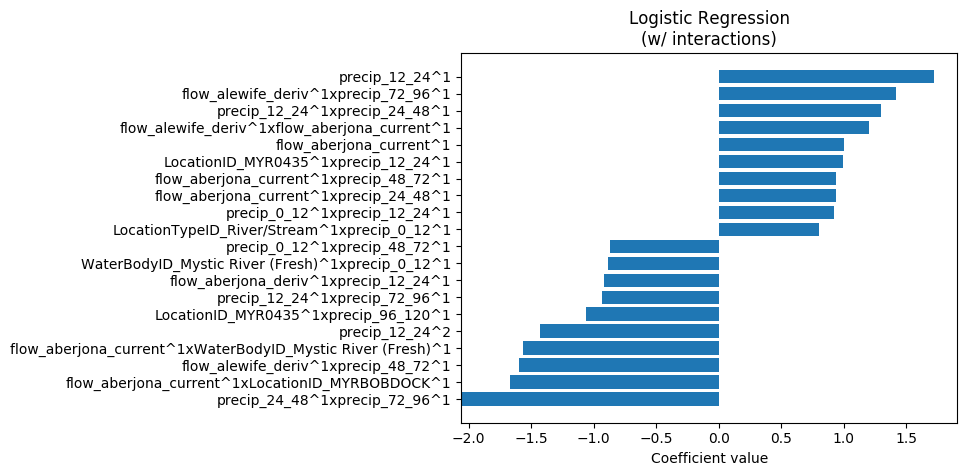 Logistic Regression
(w/ interactions)
precip_12_24^1
flow_alewife_deriv^1xprecip_72_96^1
precip_12_24^1xprecip_24_48^1
flow_alewife_deriv^1xflow_aberjona_current^1
flow_aberjona_current^1
LocationID_MYR0435^1xprecip_12_24^1
flow_aberjona_current^1xprecip_48_72^1
flow_aberjona_current^1xprecip_24_48^1
precip_0_12^1xprecip_12_24^1
LocationTypeID_River/Stream^1xprecip_0_12^1
precip_0_12^1xprecip_48_72^1
WaterBodyID_Mystic River (Fresh)^1xprecip_0_12^1
flow_aberjona_deriv^1xprecip_12_24^1
precip_12_24^1xprecip_72_96^1
LocationID_MYR0435^1xprecip_96_120^1
precip_12_24^2
flow_aberjona_current^1xWaterBodyID_Mystic River (Fresh)^1
flow_alewife_deriv^1xprecip_48_72^1
flow_aberjona_current^1xLocationID_MYRBOBDOCK^1
precip_24_48^1xprecip_72_96^1
−2.0 −1.5 −1.0 −0.5 0.0 0.5 1.0 1.5
Coefficient value